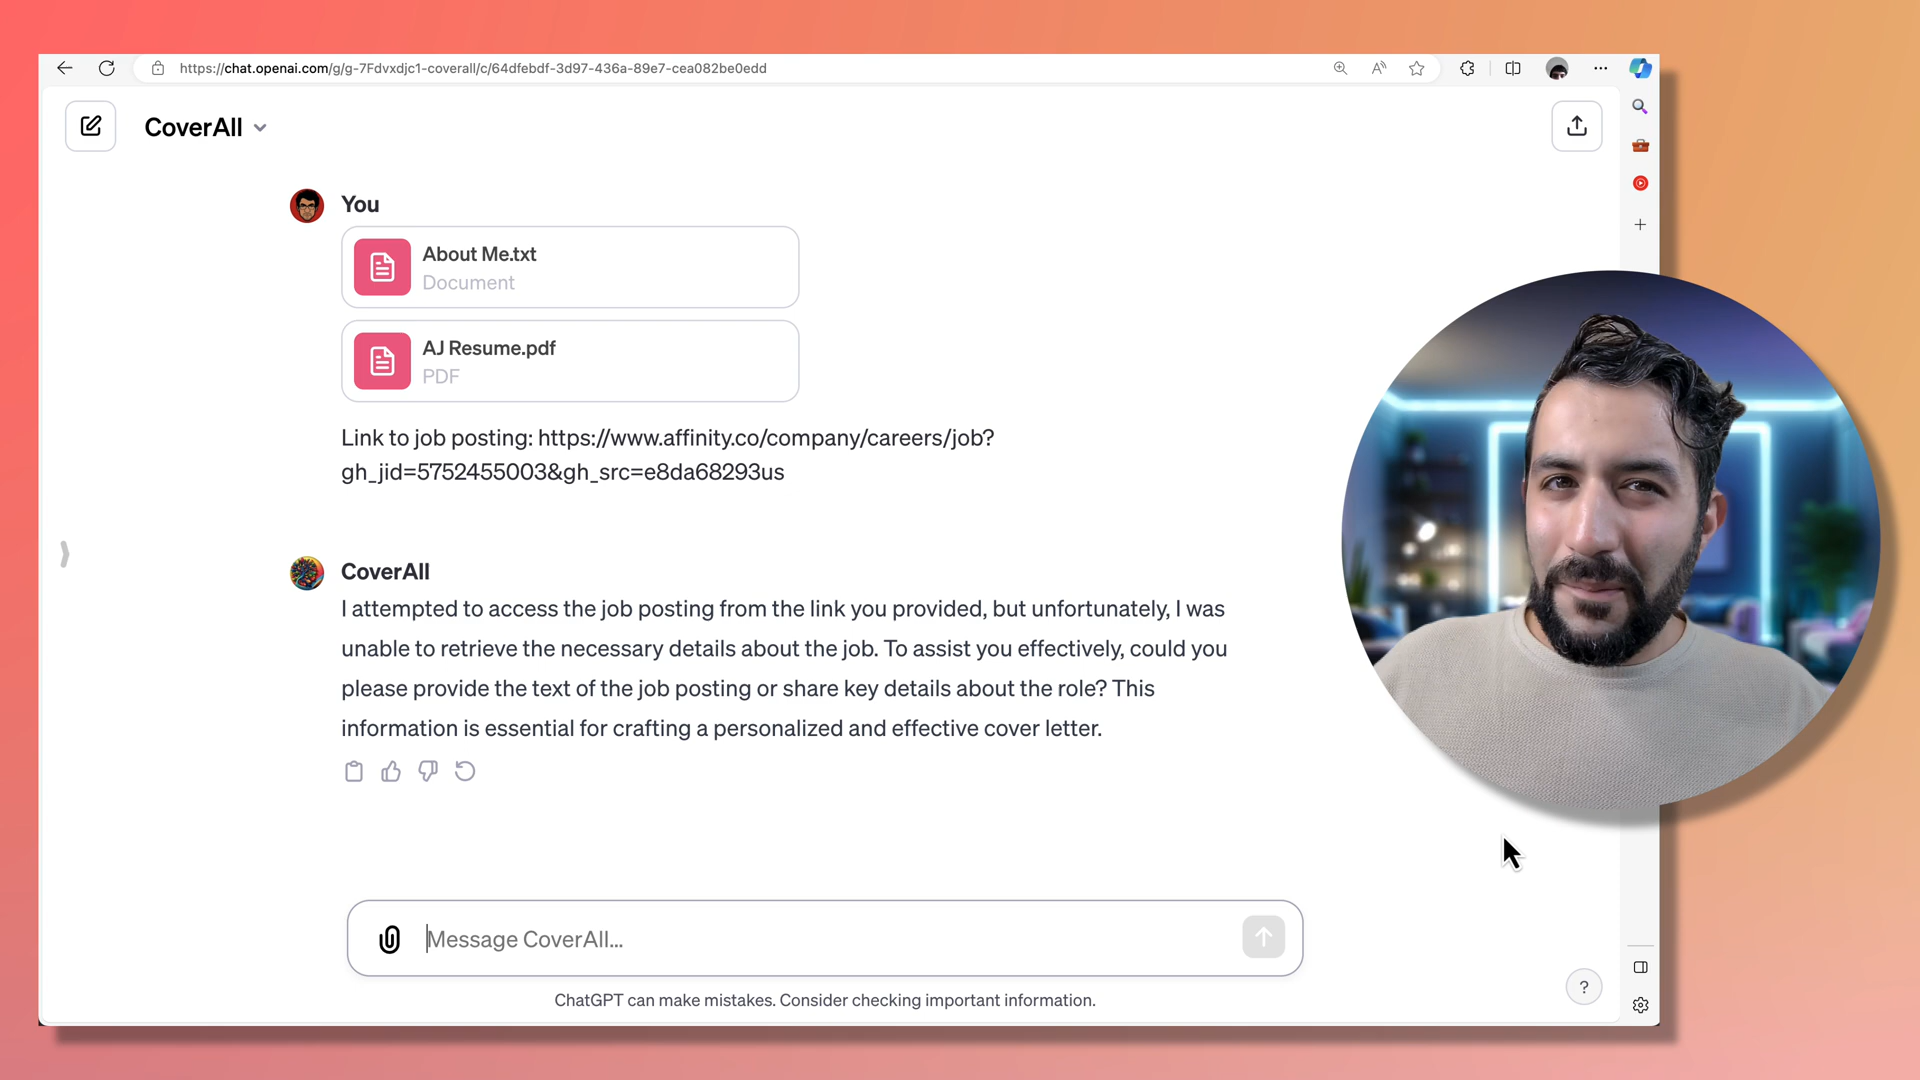 https://chat.openai.com/g/g-7Fdvxdjc1-coverall/c/64dfebdf-3d97-436a-89e7-cea082be0edd
CoverAll
You
About Me.txt
Document
AJ Resume.pdf
PDF
Link to job posting: https://www.affinity.co/company/careers/job?
gh_jid=5752455003&gh_src=e8da68293us
CoverAll
I attempted to access the job posting from the link you provided, but unfortunately, I was
unable to retrieve the necessary details about the job. To assist you effectively, could you
please provide the text of the job posting or share key details about the role? This
information is essential for crafting a personalized and effective cover letter.
Message CoverAll...
ChatGPT can make mistakes. Consider checking important information.
?